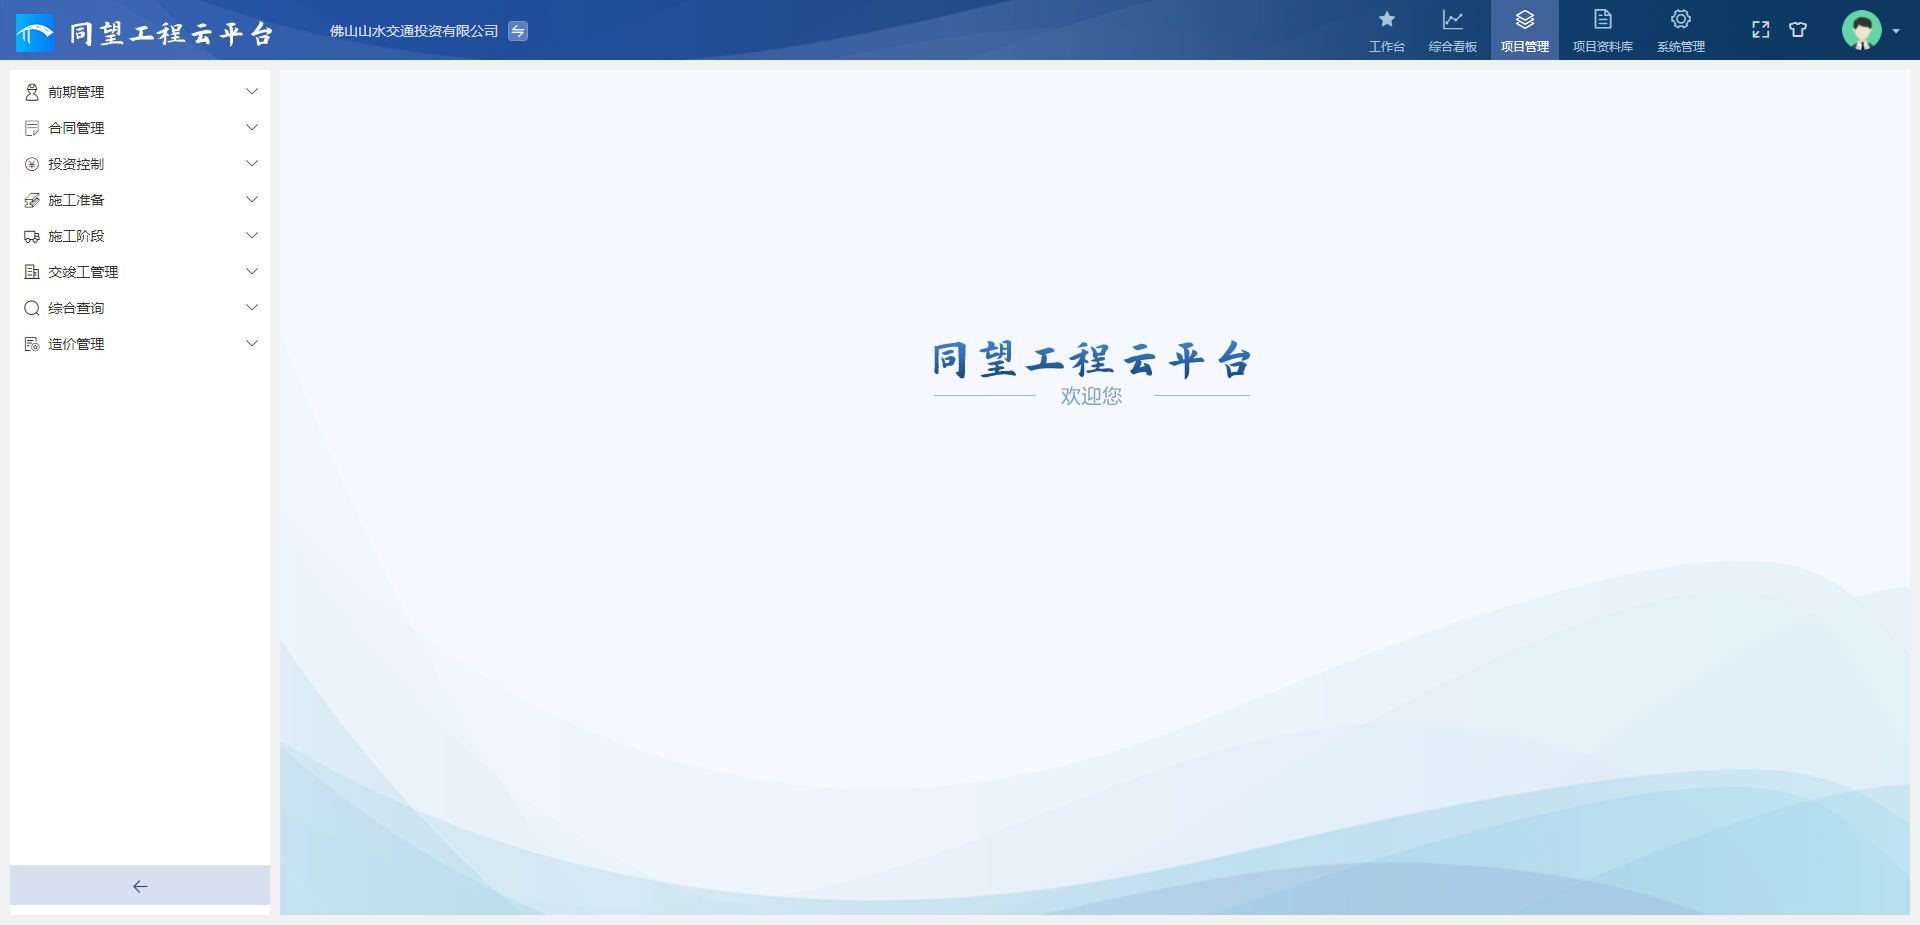 同望工程云平台
佛山山水交通投资有限公司
工作台
综合看板
项目管理
项目资料库
系统管理
前期管理
合同管理
投资控制
施工准备
施工阶段
交竣工管理
综合查询
造价管理
同望工程云平台
欢迎您